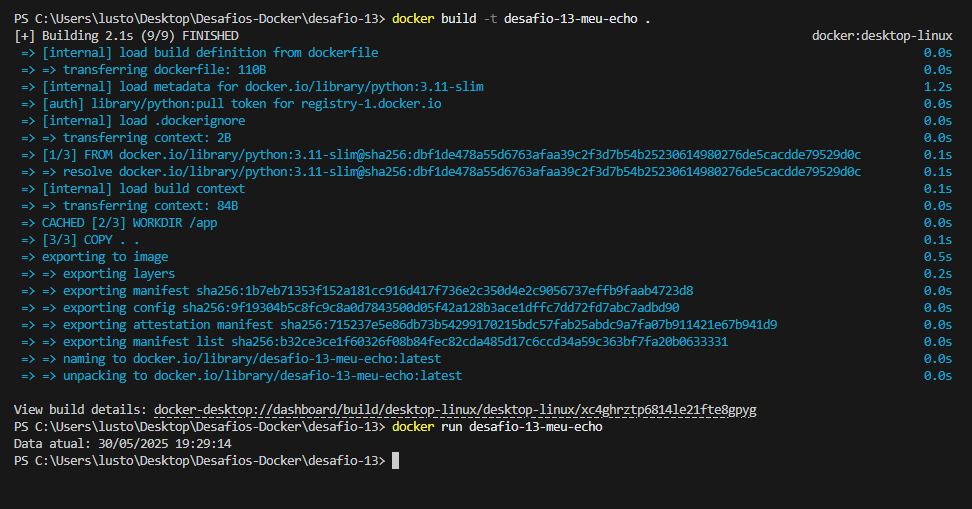 PS C:\Users\lusto\Desktop\Desafios-Docker\desafio-13> docker build -t desafio-13-meu-echo .
[+] Building 2.1s (9/9) FINISHED docker:desktop-linux
=> [internal] load build definition from dockerfile 0.0s
=> => transferring dockerfile: 110B 0.0s
=> [internal] load metadata for docker.io/library/python:3.11-slim 1.2s
=> [auth] library/python:pull token for registry-1.docker.io 0.0s
=> [internal] load .dockerignore 0.0s
=> => transferring context: 2B 0.0s
=> [1/3] FROM docker.io/library/python:3.11-slim@sha256:dbf1de478a55d6763afaa39c2f3d7b54b25230614980276de5cacdde79529d0c 0.1s
=> => resolve docker.io/library/python:3.11-slim@sha256:dbf1de478a55d6763afaa39c2f3d7b54b25230614980276de5cacdde79529d0c 0.1s
=> [internal] load build context 0.0s
=> => transferring context: 84B 0.0s
=> CACHED [2/3] WORKDIR /app 0.0s
=> [3/3] COPY . . 0.1s
=> exporting to image 0.5s
=> => exporting layers 0.2s
=> => exporting manifest sha256:1b7eb71353f152a181cc916d417f736e2c350d4e2c9056737effb9faab4723d8 0.0s
=> => exporting config sha256:9f19304b5c8fc9c8a0d7843500d05f42a128b3ace1dffc7dd72fd7abc7adbd90 0.0s
=> => exporting attestation manifest sha256:715237e5e86db73b54299170215bdc57fab25abdc9a7fa07b911421e67b941d9 0.0s
=> => exporting manifest list sha256:b32ce3ce1f60326f08b84fec82cda485d17c6ccd34a59c363bf7fa20b0633331 0.0s
=> => naming to docker.io/library/desafio-13-meu-echo:latest 0.0s
=> => unpacking to docker.io/library/desafio-13-meu-echo:latest 0.0s
View build details: docker-desktop://dashboard/build/desktop-linux/desktop-linux/xc4ghrztp6814le21fte8gpyg
PS C:\Users\lusto\Desktop\Desafios-Docker\desafio-13> docker run desafio-13-meu-echo
Data atual: 30/05/2025 19:29:14
PS C:\Users\lusto\Desktop\Desafios-Docker\desafio-13>